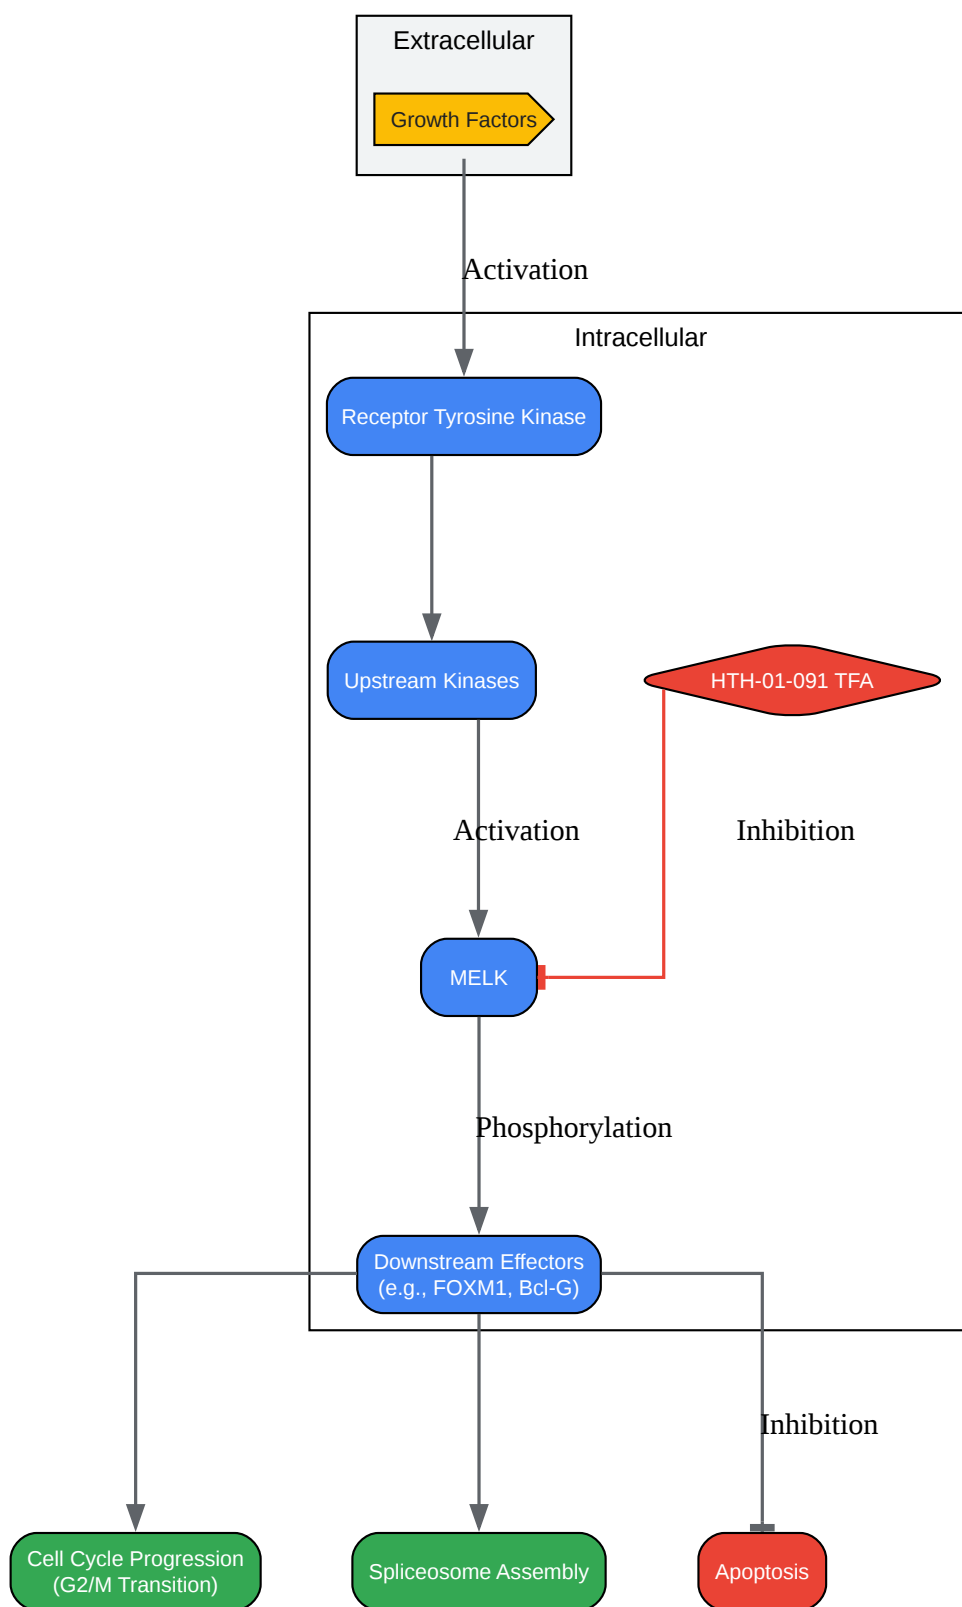 Extracellular
Growth Factors
Activation
Intracellular
Receptor Tyrosine Kinase
Upstream Kinases
HTH-01-091 TFA
Activation
Inhibition
MELK
Phosphorylation
Downstream Effectors
(e.g., FOXM1, Bcl-G)
Inhibition
Cell Cycle Progression
(G2/M Transition)
Spliceosome Assembly
Apoptosis